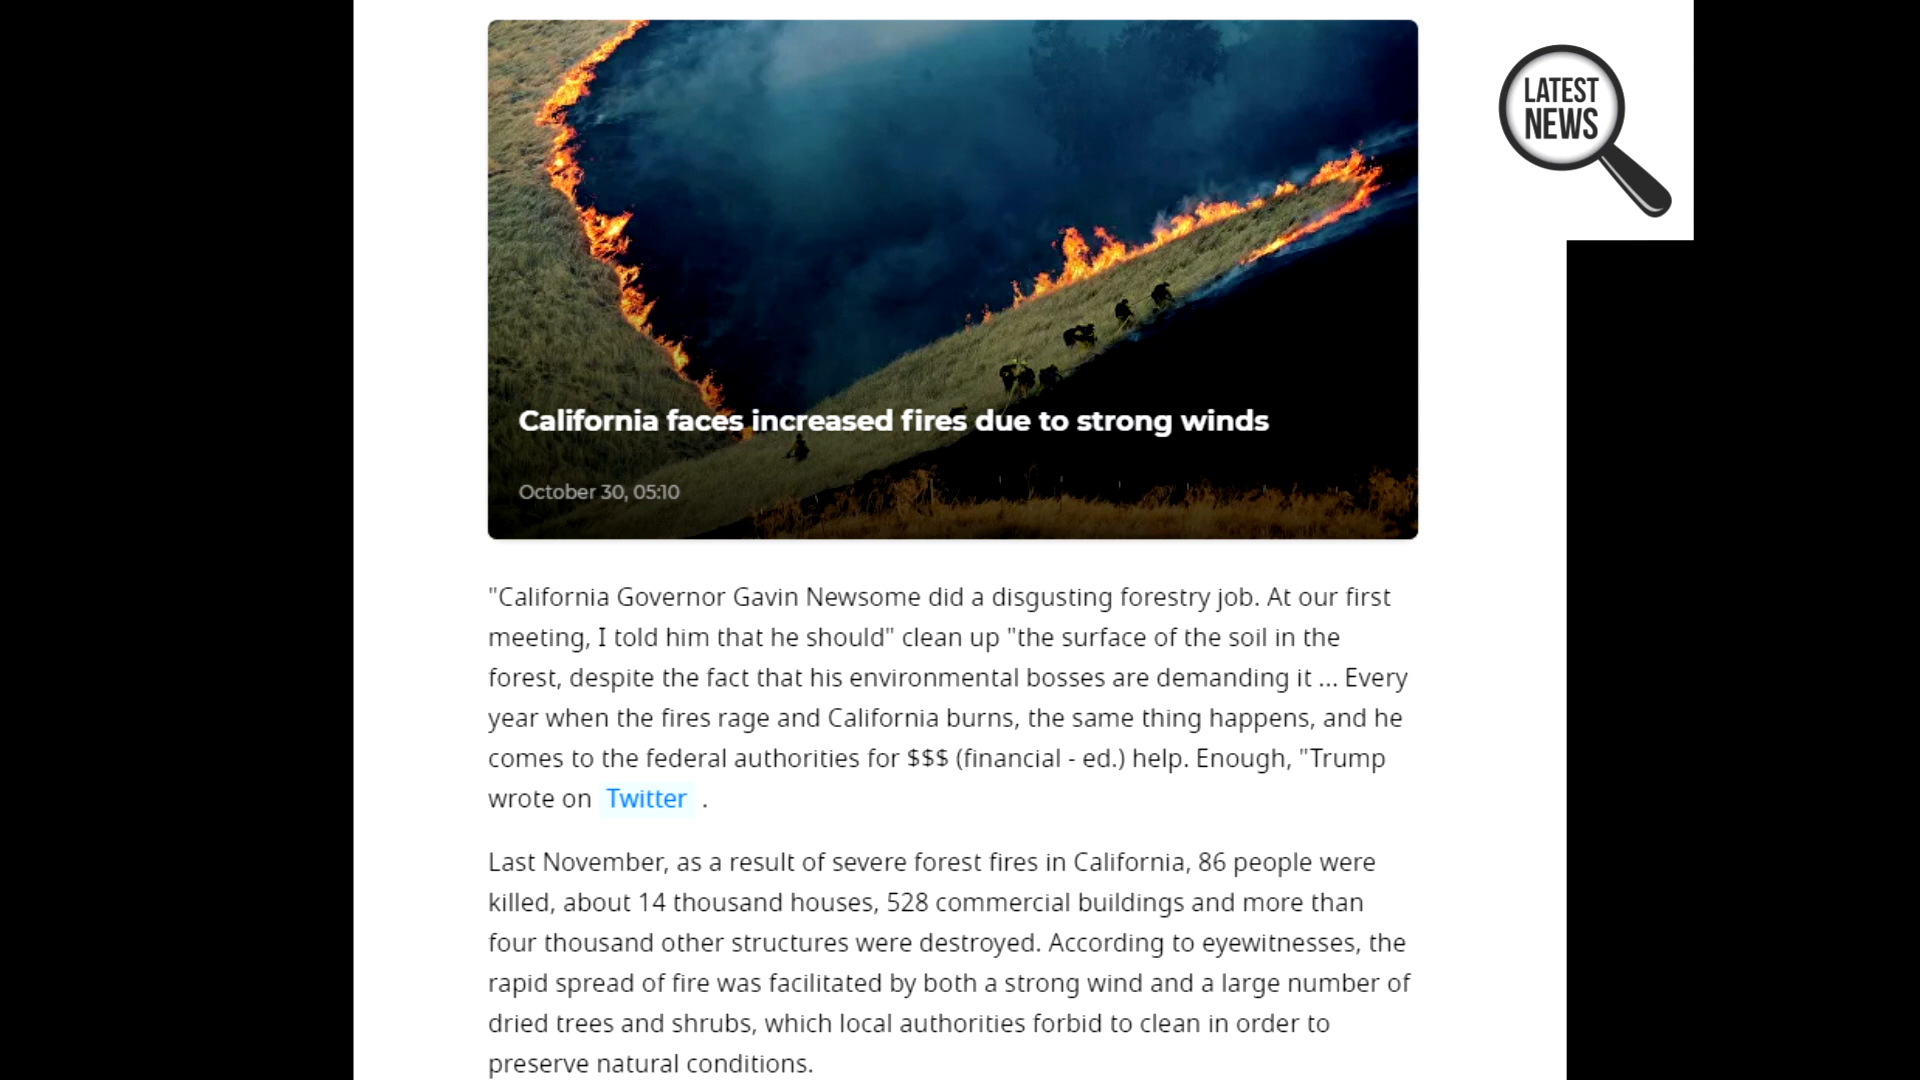 LATEST
NEWS
California faces increased fires due to strong winds
October 30, 05:10
"California Governor Gavin Newsome did a disgusting forestry job. At our first
meeting, I told him that he should" clean up "the surface of the soil in the
forest, despite the fact that his environmental bosses are demanding it ... Every
year when the fires rage and California burns, the same thing happens, and he
comes to the federal authorities for $$$ (financial - ed.) help. Enough, "Trump
wrote on Twitter .
Last November, as a result of severe forest fires in California, 86 people were
killed, about 14 thousand houses, 528 commercial buildings and more than
four thousand other structures were destroyed. According to eyewitnesses, the
rapid spread of fire was facilitated by both a strong wind and a large number of
dried trees and shrubs, which local authorities forbid to clean in order to
preserve natural conditions.